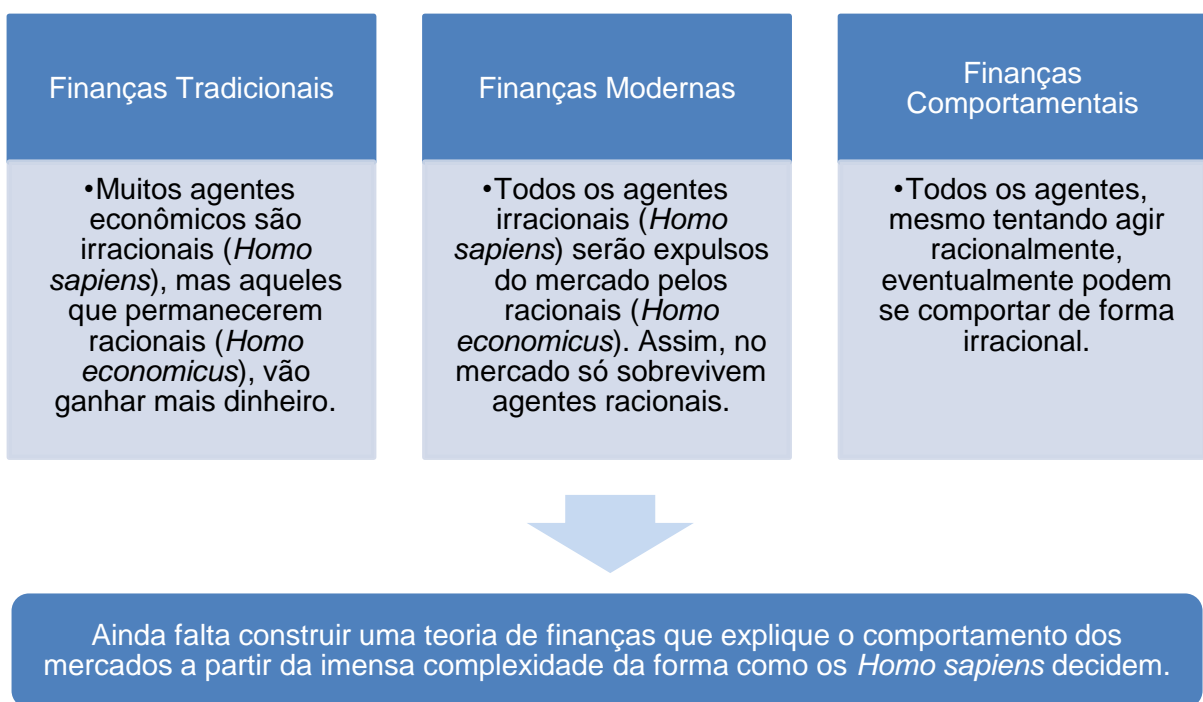 Finanças Tradicionais
•Muitos agentes
econômicos são
irracionais (Homo
sapiens), mas aqueles
que permanecerem
racionais (Homo
economicus), vão
ganhar mais dinheiro.
Finanças Modernas
•Todos os agentes
irracionais (Homo
sapiens) serão expulsos
do mercado pelos
racionais (Homo
economicus). Assim, no
mercado só sobrevivem
agentes racionais.
Finanças
Comportamentais
•Todos os agentes,
mesmo tentando agir
racionalmente,
eventualmente podem
se comportar de forma
irracional.
Ainda falta construir uma teoria de finanças que explique o comportamento dos
mercados a partir da imensa complexidade da forma como os Homo sapiens decidem.